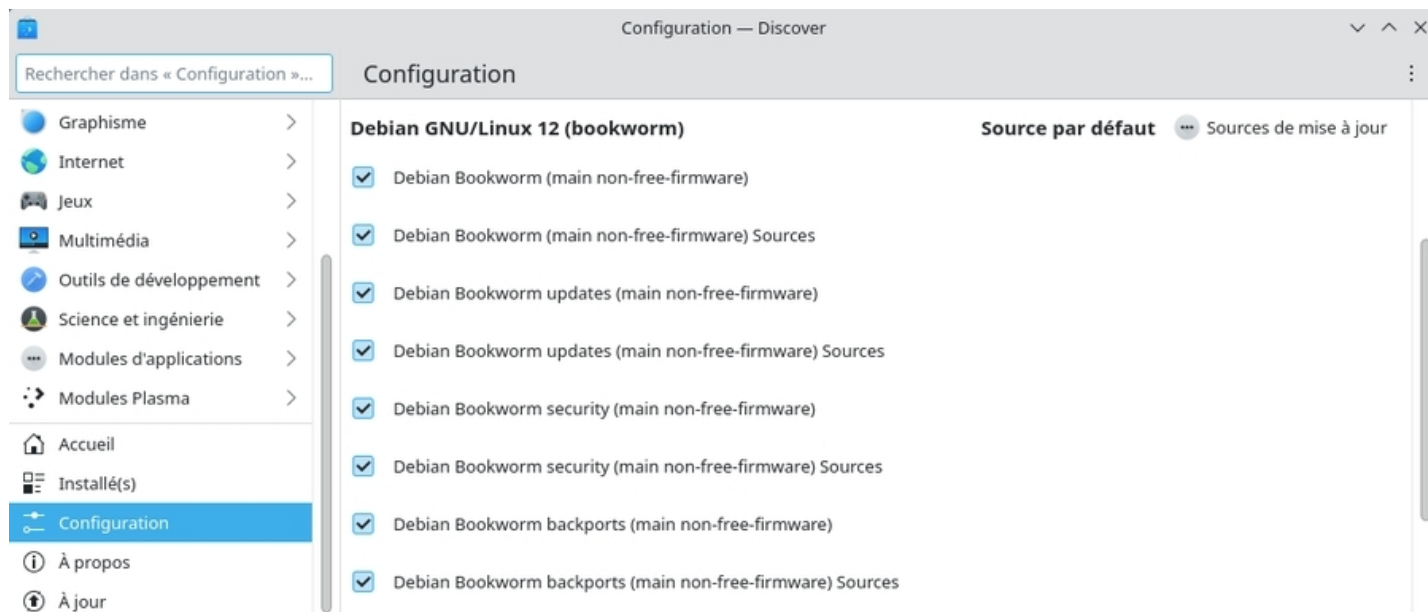 Configuration — Discover
Rechercher dans « Configuration »...
Configuration
Graphisme
Internet
Jeux
Multimédia
Outils de développement
Science et ingénierie
Modules d'applications
Modules Plasma
Accueil
Installé(s)
Configuration
À propos
À jour
Debian GNU/Linux 12 (bookworm)
Source par défaut
Sources de mise à jour
Debian Bookworm (main non-free-firmware)
Debian Bookworm (main non-free-firmware) Sources
Debian Bookworm updates (main non-free-firmware)
Debian Bookworm updates (main non-free-firmware) Sources
Debian Bookworm security (main non-free-firmware)
Debian Bookworm security (main non-free-firmware) Sources
Debian Bookworm backports (main non-free-firmware)
Debian Bookworm backports (main non-free-firmware) Sources